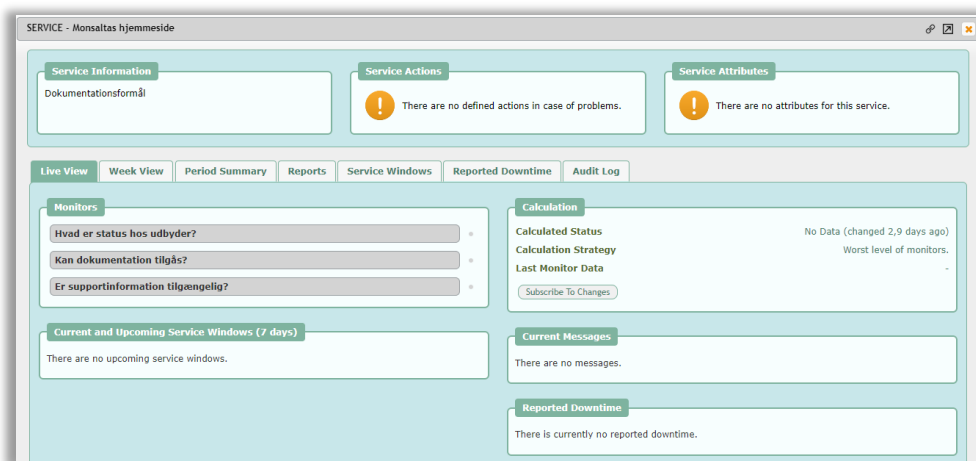 SERVICE - Monsaltas hjemmeside
Service Information
Dokumentationsformål
Service Actions
There are no defined actions in case of problems.
Service Attributes
There are no attributes for this service.
Live View
Week View
Period Summary
Reports
Service Windows
Reported Downtime
Audit Log
Monitors
Hvad er status hos udbyder?
Kan dokumentation tilgås?
Er supportinformation tilgængelig?
Current and Upcoming Service Windows (7 days)
There are no upcoming service windows.
Calculation
Calculated Status No Data (changed 2,9 days ago)
Calculation Strategy Worst level of monitors.
Last Monitor Data -
Subscribe To Changes
Current Messages
There are no messages.
Reported Downtime
There is currently no reported downtime.